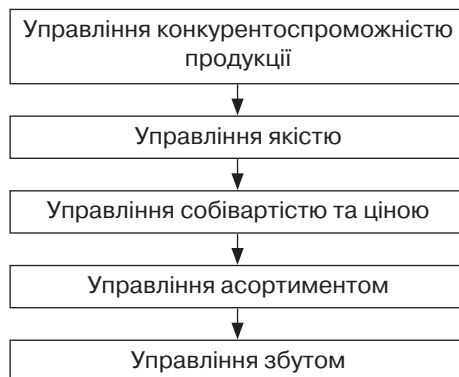 Управління конкурентоспроможністю
продукції
Управління якістю
Управління собівартістю та ціною
Управління асортиментом
Управління збутом